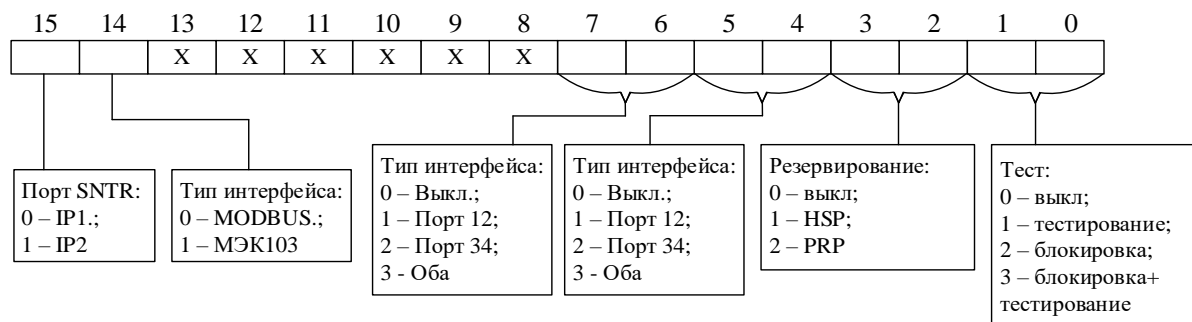 15 14 13 12 11 10 9 8 7 6 5 4 3 2 1 0
X X X X X X
Порт SNTR:
0 – IP1.;
1 – IP2
Тип интерфейса:
0 – MODBUS.;
1 – МЭК103
Тип интерфейса:
0 – Выкл.;
1 – Порт 12;
2 – Порт 34;
3 - Оба
Тип интерфейса:
0 – Выкл.;
1 – Порт 12;
2 – Порт 34;
3 - Оба
Резервирование:
0 – выкл;
1 – HSP;
2 – PRP
Тест:
0 – выкл;
1 – тестирование;
2 – блокировка;
3 – блокировка+
тестирование